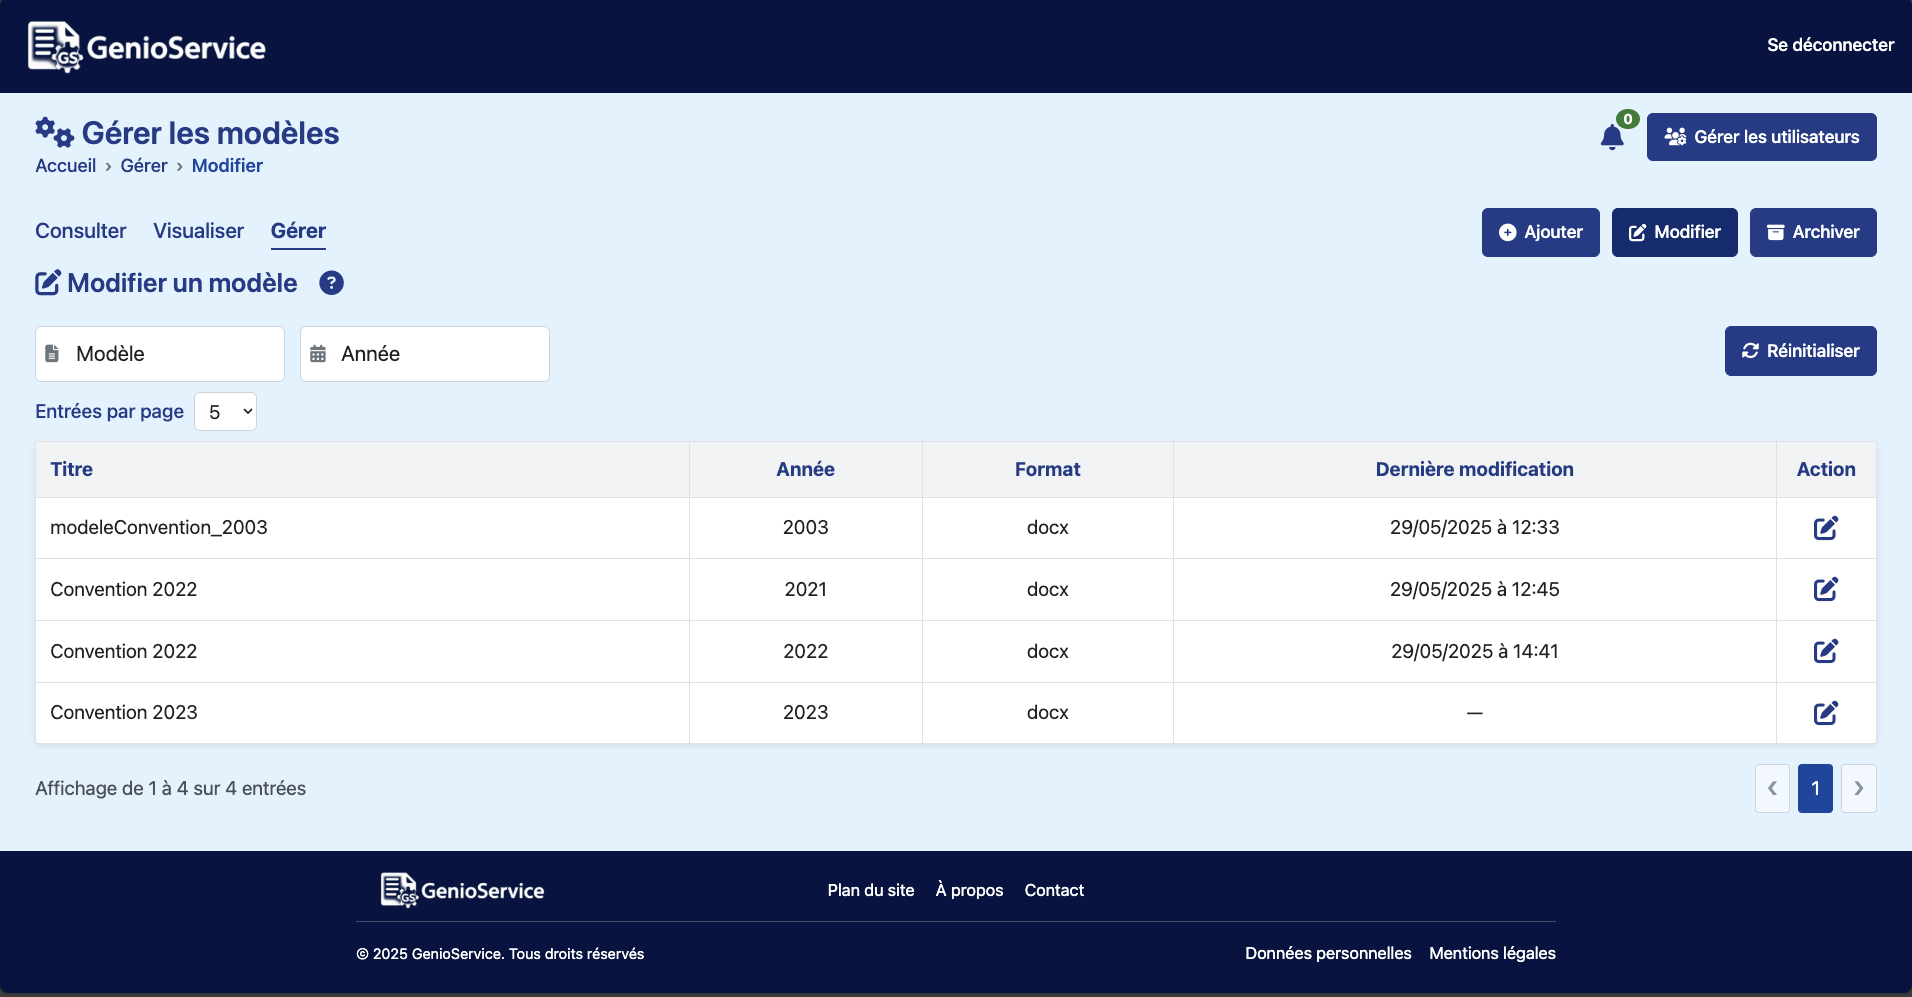 GS GenioService
Se déconnecter
Gérer les modèles
0
Gérer les utilisateurs
Accueil › Gérer › Modifier
Consulter Visualiser Gérer
Ajouter Modifier Archiver
Modifier un modèle ?
Modèle Année
Réinitialiser
Entrées par page 5
Titre Année Format Dernière modification Action
modeleConvention_2003 2003 docx 29/05/2025 à 12:33
Convention 2022 2021 docx 29/05/2025 à 12:45
Convention 2022 2022 docx 29/05/2025 à 14:41
Convention 2023 2023 docx —
Affichage de 1 à 4 sur 4 entrées
‹ 1 ›
GS GenioService
Plan du site À propos Contact
© 2025 GenioService. Tous droits réservés
Données personnelles Mentions légales